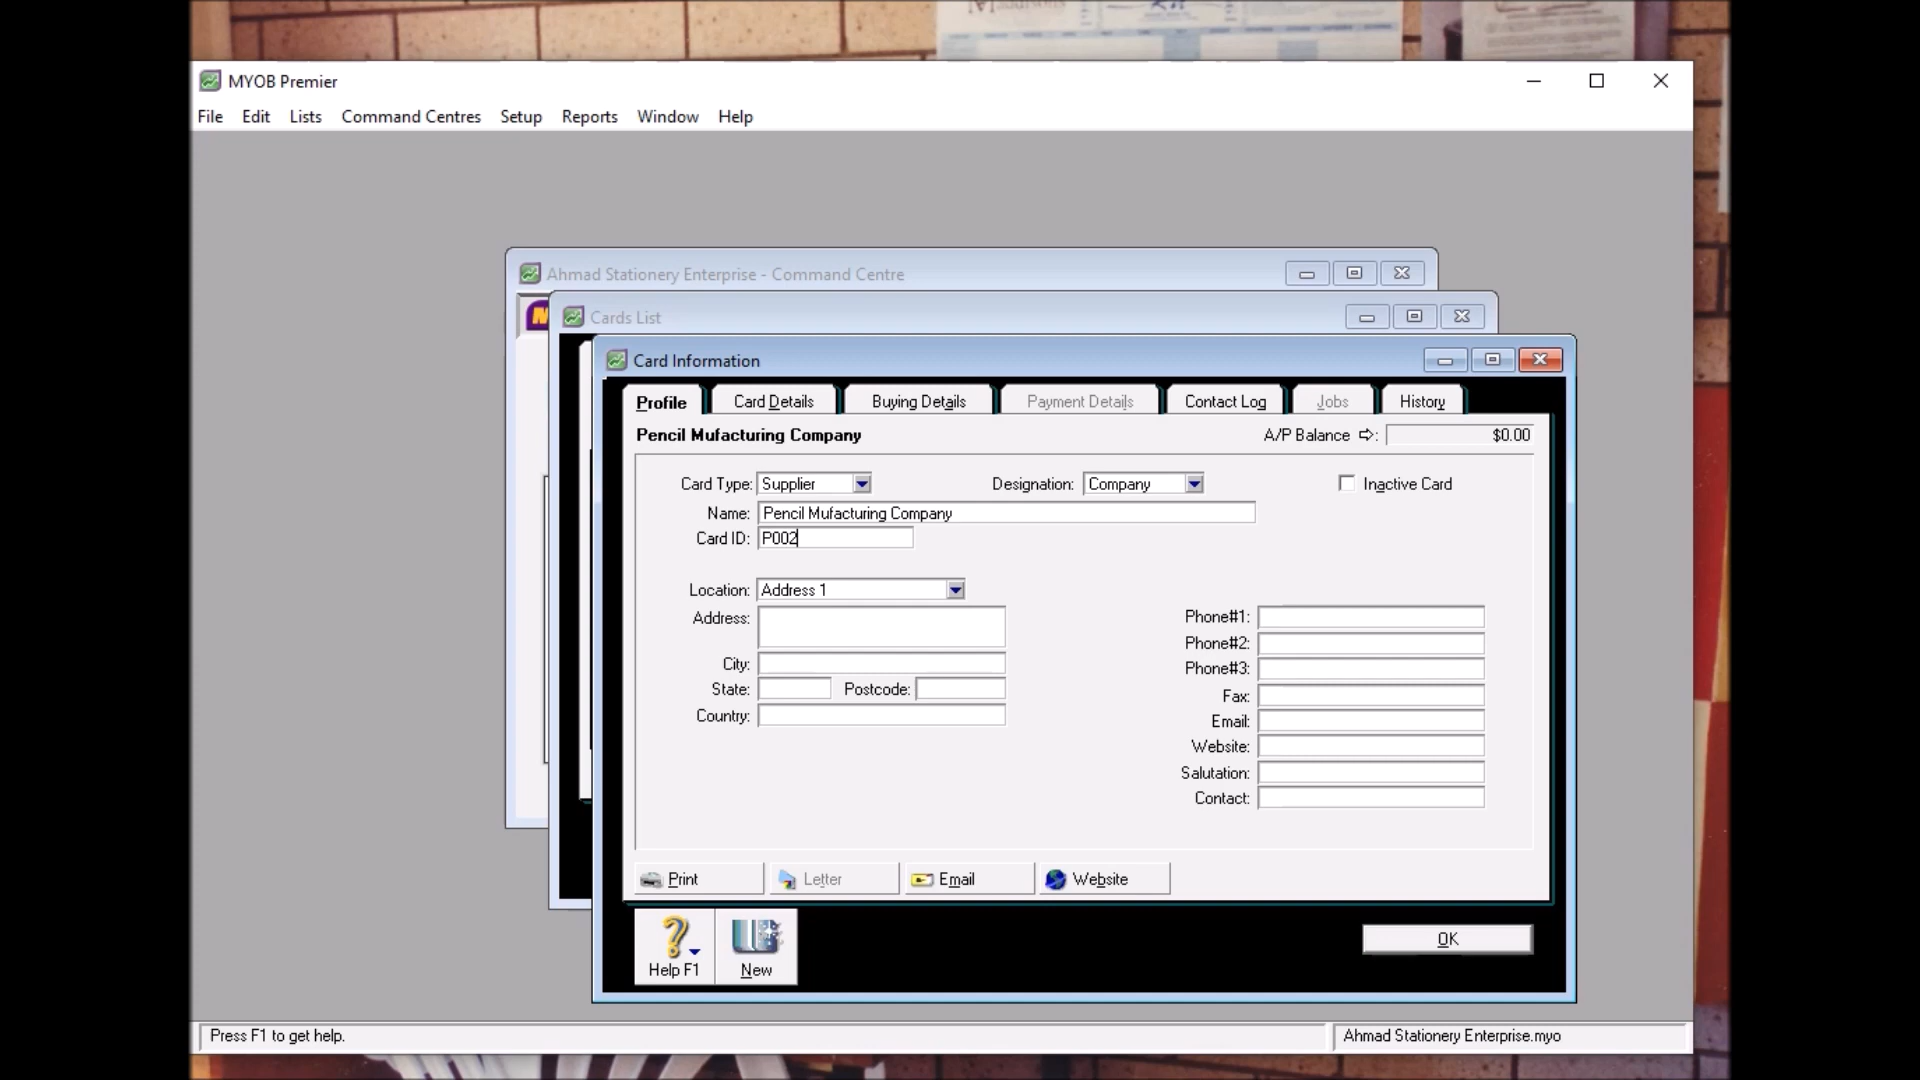 MYOB Premier
File Edit Lists Command Centres Setup Reports Window Help
Ahmad Stationery Enterprise - Command Centre
Cards List
Card Information
Profile Card Details Buying Details Payment Details Contact Log Jobs History
Pencil Mufacturing Company A/P Balance ⇨: $0.00
Card Type: Supplier Designation: Company Inactive Card
Name: Pencil Mufacturing Company
Card ID: P002
Location: Address 1
Address: Phone#1:
Phone#2:
City: Phone#3:
State: Postcode: Fax:
Country: Email:
Website:
Salutation:
Contact:
Print Letter Email Website
Help F1 New OK
Press F1 to get help. Ahmad Stationery Enterprise.myo